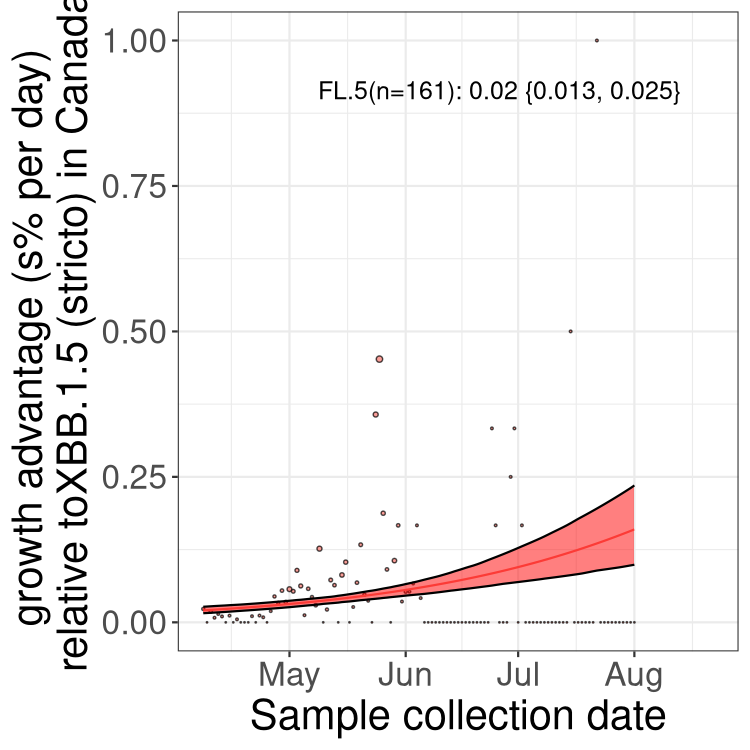 growth advantage (s% per day)
relative toXBB.1.5 (stricto) in Canada
1.00
0.75
0.50
0.25
0.00
FL.5(n=161): 0.02 {0.013, 0.025}
May Jun Jul Aug
Sample collection date